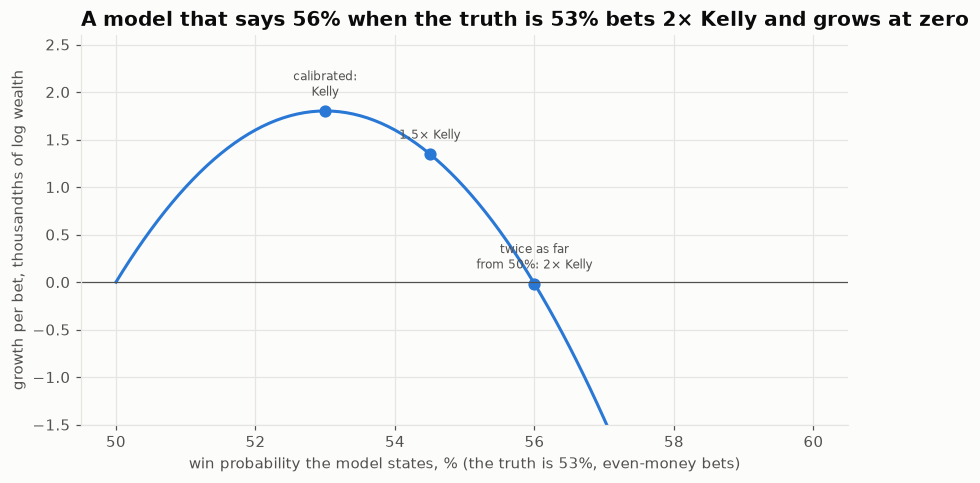 A model that says 56% when the truth is 53% bets 2× Kelly and grows at zero
growth per bet, thousandths of log wealth
2.5
2.0
1.5
1.0
0.5
0.0
−0.5
−1.0
−1.5
calibrated:
Kelly
1.5× Kelly
twice as far
from 50%: 2× Kelly
50
52
54
56
58
60
win probability the model states, % (the truth is 53%, even-money bets)